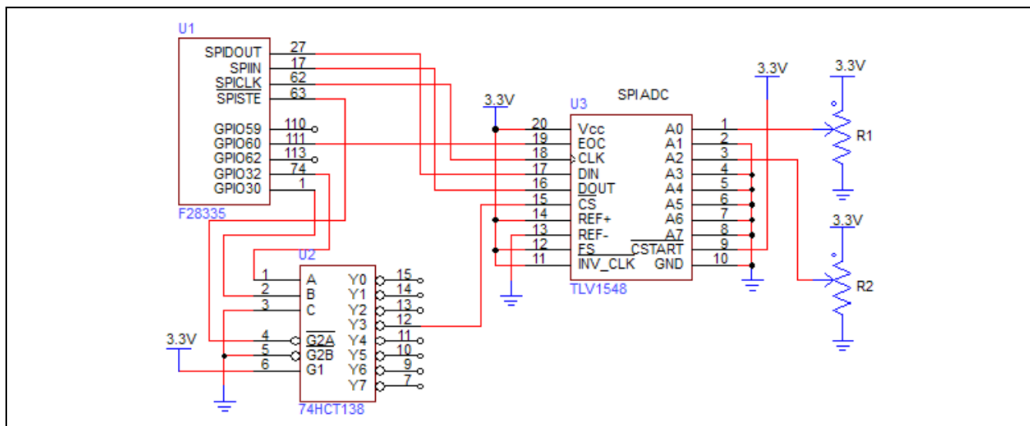 U1
SPIDOUT 27
SPIIN 17
SPICLK 62
SPISTE 63
GPIO59 110
GPIO60 111
GPIO62 113
GPIO32 74
GPIO30 1
F28335
U2
1 A Y0 15
2 B Y1 14
3 C Y2 13
Y3 12
4 G2A Y4 11
5 G2B Y5 10
6 G1 Y6 9
Y7 7
3.3V
74HCT138
SPIADC
3.3V
U3
20 Vcc A0 1
19 EOC A1 2
18 CLK A2 3
17 DIN A3 4
16 DOUT A4 5
15 CS A5 6
14 REF+ A6 7
13 REF- A7 8
12 FS CSTART 9
11 INV_CLK GND 10
TLV1548
3.3V
3.3V
R1
3.3V
R2